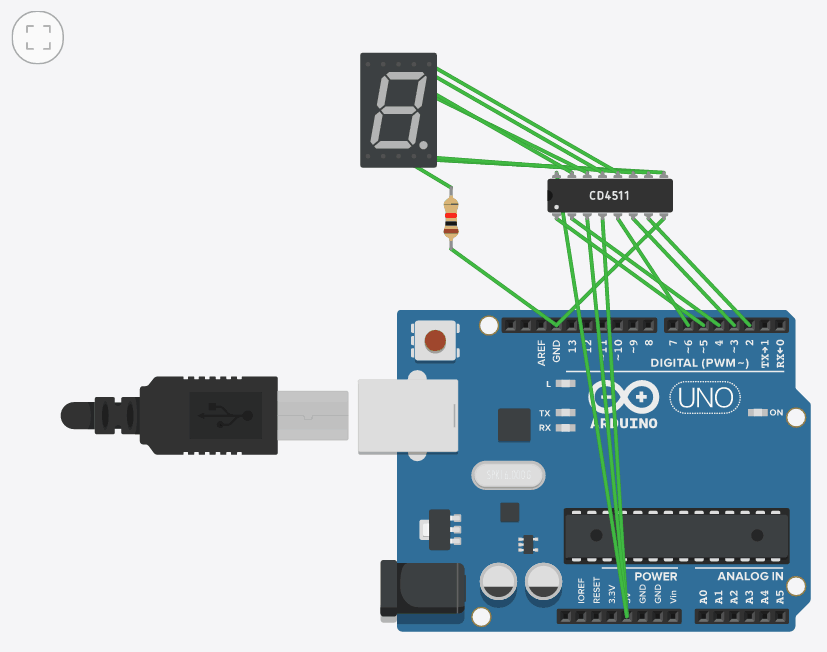 CD4511
AREF
GND
13
12
~11
~10
~9
8
7
~6
~5
4
~3
2
TX→1
RX←0
DIGITAL (PWM~)
L
TX
RX
ARDUINO
UNO
ON
SPK16.000G
POWER
ANALOG IN
IOREF
RESET
3.3V
5V
GND
GND
Vin
A0
A1
A2
A3
A4
A5